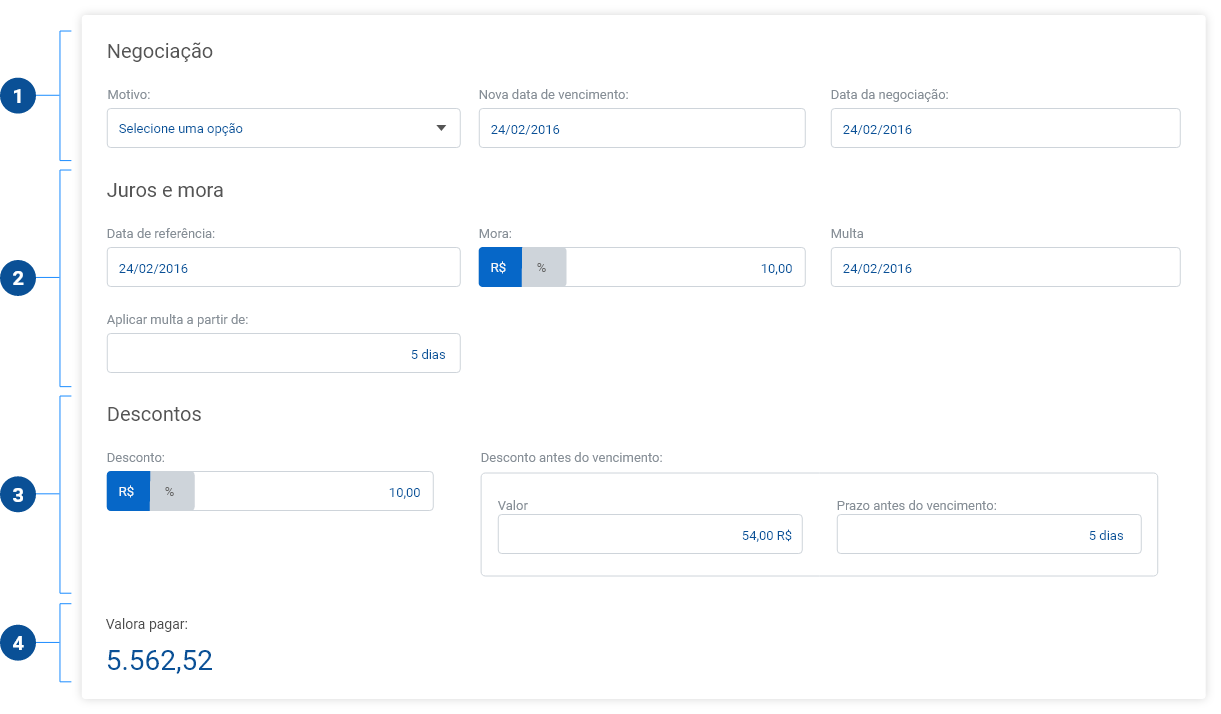 Negociação
1
Motivo: Nova data de vencimento: Data da negociação:
Selecione uma opção 24/02/2016 24/02/2016
Juros e mora
2
Data de referência: Mora: Multa
24/02/2016 R$ % 10,00 24/02/2016
Aplicar multa a partir de:
5 dias
Descontos
3
Desconto: Desconto antes do vencimento:
R$ % 10,00
Valor Prazo antes do vencimento:
54,00 R$ 5 dias
4
Valora pagar:
5.562,52